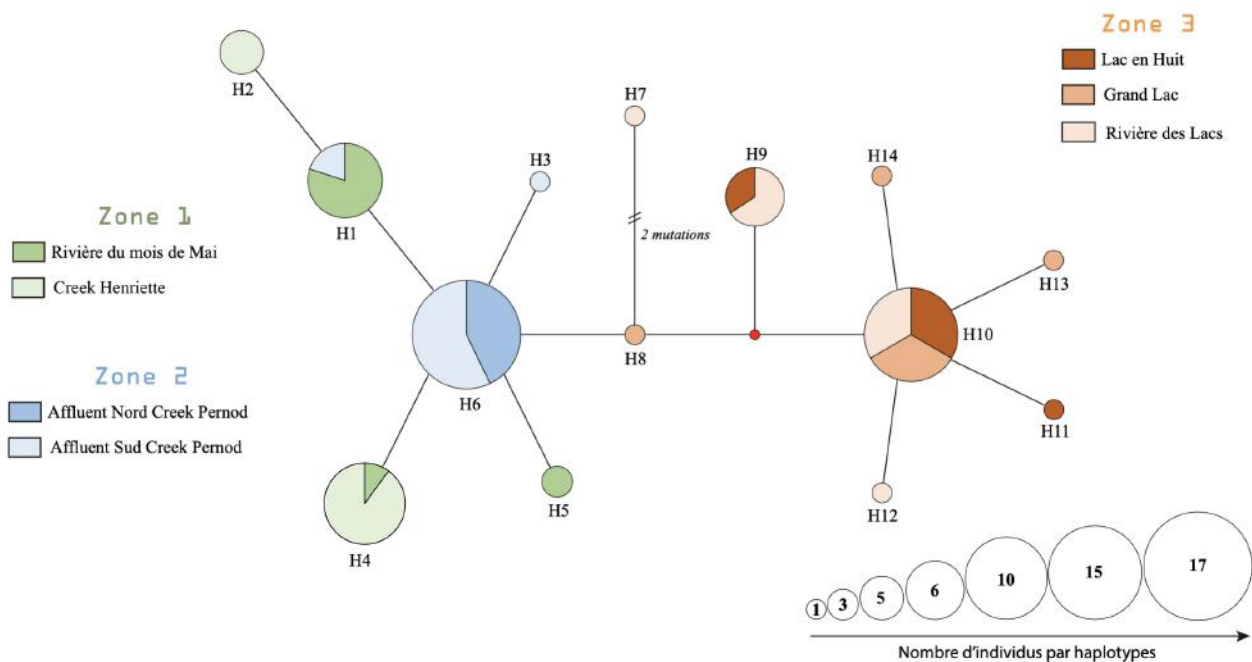 Zone 3
Lac en Huit
Grand Lac
Rivière des Lacs
H2
H7
H9
H14
H3
H1
Zone 1
Rivière du mois de Mai
Creek Henriette
2 mutations
H13
H8
H10
Zone 2
Affluent Nord Creek Pernod
Affluent Sud Creek Pernod
H6
H11
H5
H12
H4
1 3 5 6 10 15 17
Nombre d'individus par haplotypes